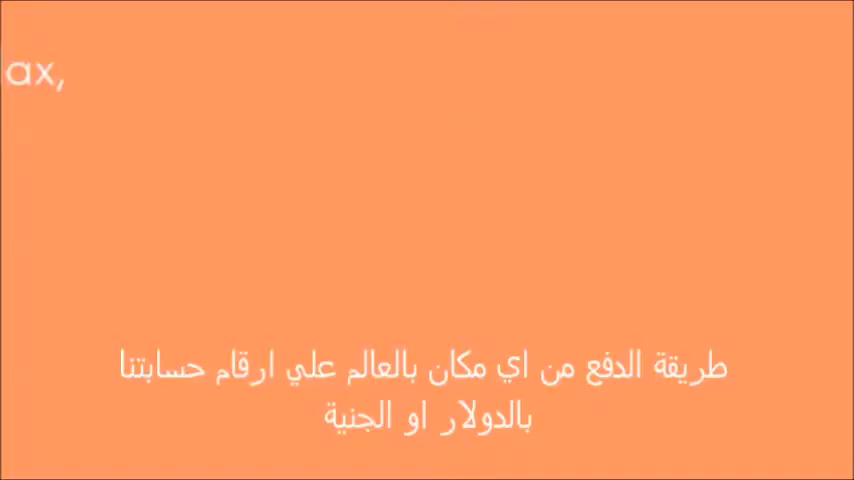 ax,
طريقة الدفع من اي مكان بالعالم علي ارقام حسابتنا
بالدولار او الجنية